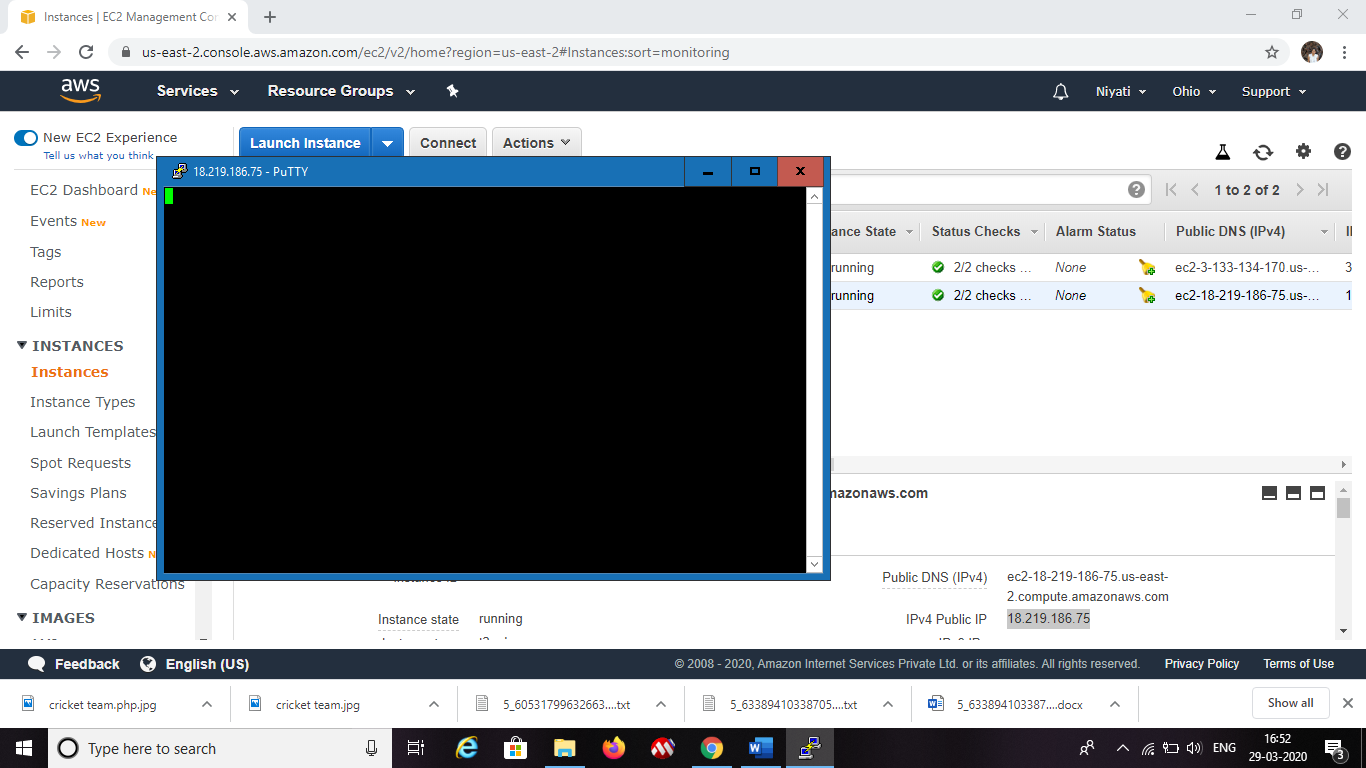 Instances | EC2 Management Con
us-east-2.console.aws.amazon.com/ec2/v2/home?region=us-east-2#Instances:sort=monitoring
aws Services Resource Groups Niyati Ohio Support
New EC2 Experience
Tell us what you think
Launch Instance Connect Actions
18.219.186.75 - PuTTY
EC2 Dashboard Ne
1 to 2 of 2
Events New
Tags
Reports
Limits
INSTANCES
Instances
Instance Types
Launch Templates
Spot Requests
Savings Plans
Reserved Instance
Dedicated Hosts N
Capacity Reservations
IMAGES
ance State Status Checks Alarm Status Public DNS (IPv4)
running 2/2 checks ... None ec2-3-133-134-170.us-... 3
running 2/2 checks ... None ec2-18-219-186-75.us-... 1
mazonaws.com
Public DNS (IPv4) ec2-18-219-186-75.us-east-
2.compute.amazonaws.com
Instance state running IPv4 Public IP 18.219.186.75
Feedback English (US) © 2008 - 2020, Amazon Internet Services Private Ltd. or its affiliates. All rights reserved. Privacy Policy Terms of Use
cricket team.php.jpg cricket team.jpg 5_60531799632663....txt 5_63389410338705....txt 5_633894103387....docx Show all
Type here to search ENG 16:52
29-03-2020
3